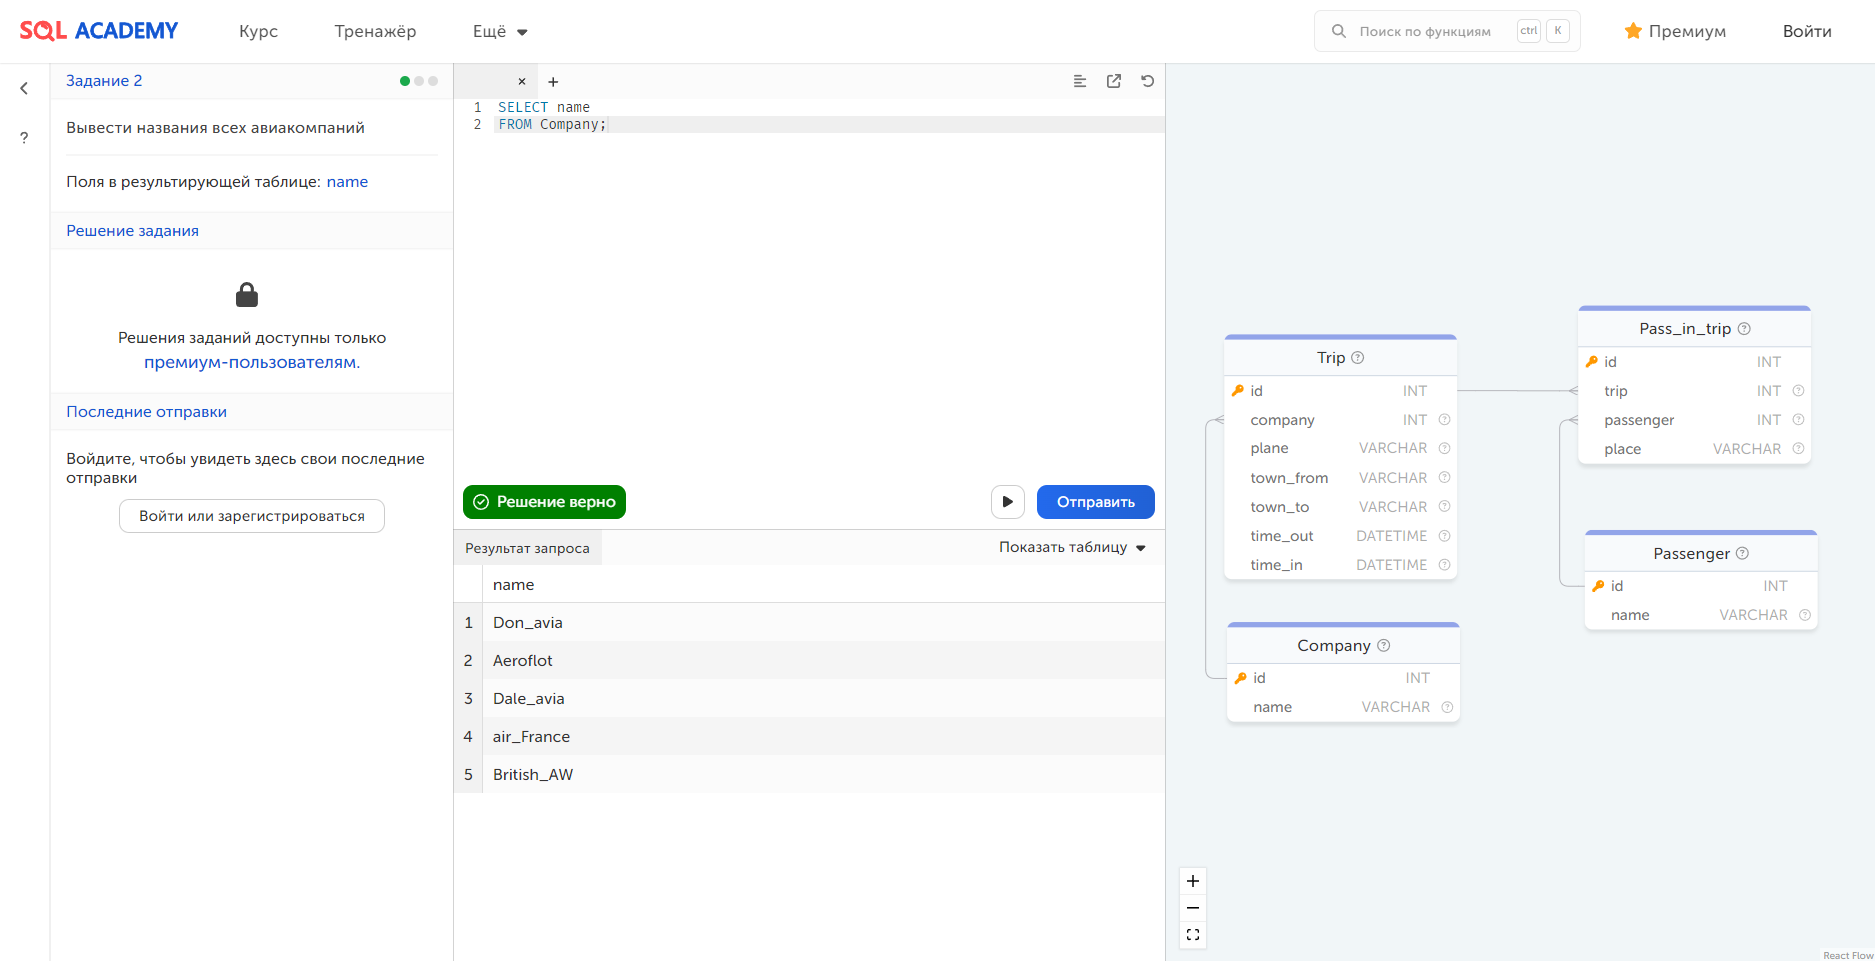 SQL ACADEMY
Курс
Тренажёр
Ещё
Поиск по функциям
ctrl
K
Премиум
Войти
Задание 2
Вывести названия всех авиакомпаний
Поля в результирующей таблице: name
Решение задания
Решения заданий доступны только
премиум-пользователям.
Последние отправки
Войдите, чтобы увидеть здесь свои последние
отправки
Войти или зарегистрироваться
?
× +
1 SELECT name
2 FROM Company;
Решение верно
Отправить
Результат запроса
Показать таблицу
name
1 Don_avia
2 Aeroflot
3 Dale_avia
4 air_France
5 British_AW
Trip ?
id INT
company INT ?
plane VARCHAR ?
town_from VARCHAR ?
town_to VARCHAR ?
time_out DATETIME ?
time_in DATETIME ?
Company ?
id INT
name VARCHAR ?
Pass_in_trip ?
id INT
trip INT ?
passenger INT ?
place VARCHAR ?
Passenger ?
id INT
name VARCHAR ?
React Flow